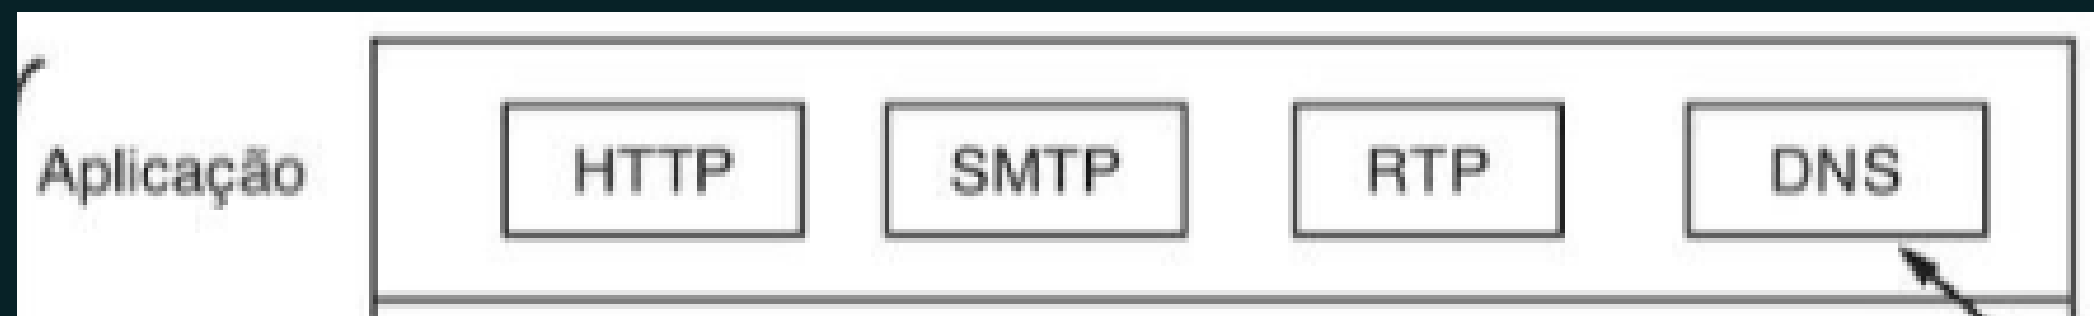 Aplicação HTTP SMTP RTP DNS